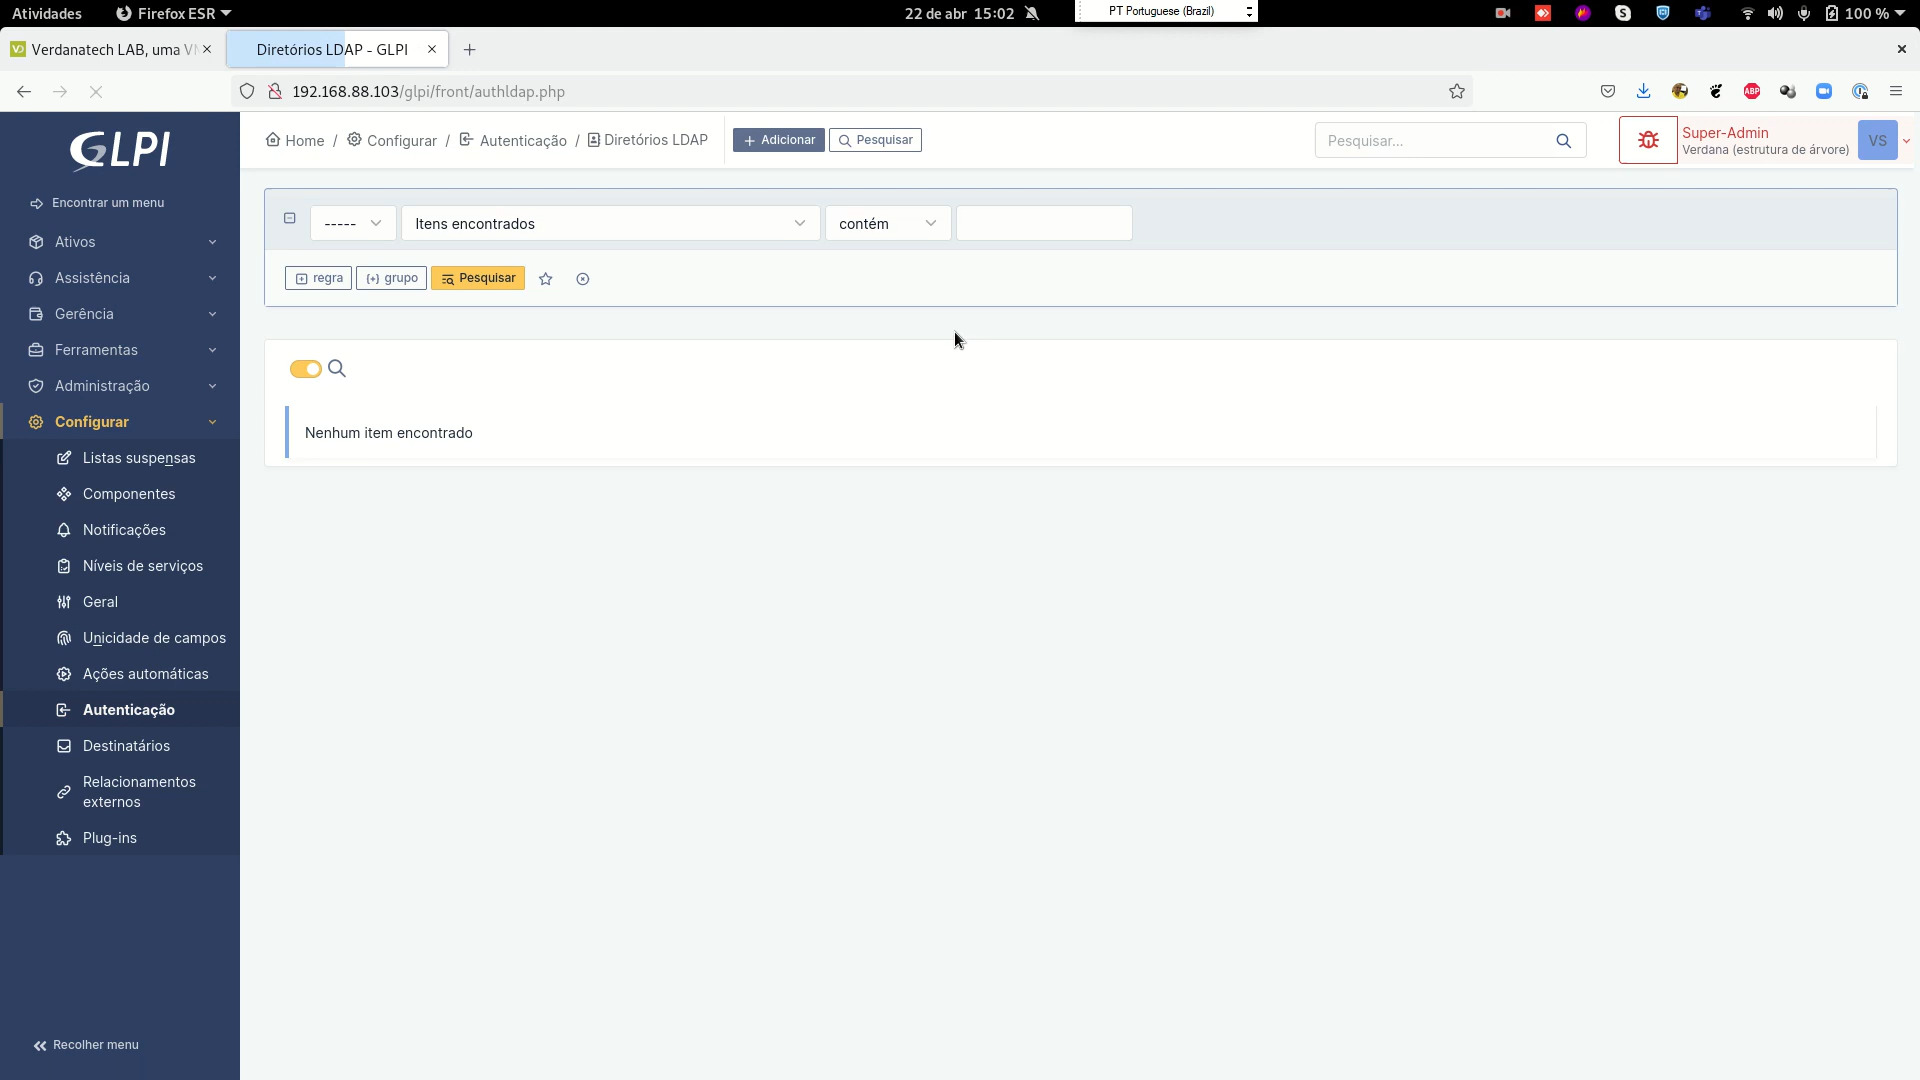 Atividades Firefox ESR 22 de abr 15:02 PT Portuguese (Brazil) 100 %
Verdanatech LAB, uma VM Diretórios LDAP - GLPI
192.168.88.103/glpi/front/authldap.php
GLPI
Home / Configurar / Autenticação / Diretórios LDAP
Adicionar Pesquisar
Pesquisar...
Super-Admin
Verdana (estrutura de árvore)
VS
Encontrar um menu
Ativos
Assistência
Gerência
Ferramentas
Administração
Configurar
Listas suspensas
Componentes
Notificações
Níveis de serviços
Geral
Unicidade de campos
Ações automáticas
Autenticação
Destinatários
Relacionamentos
externos
Plug-ins
Recolher menu
----- Itens encontrados contém
regra (+) grupo Pesquisar
Nenhum item encontrado